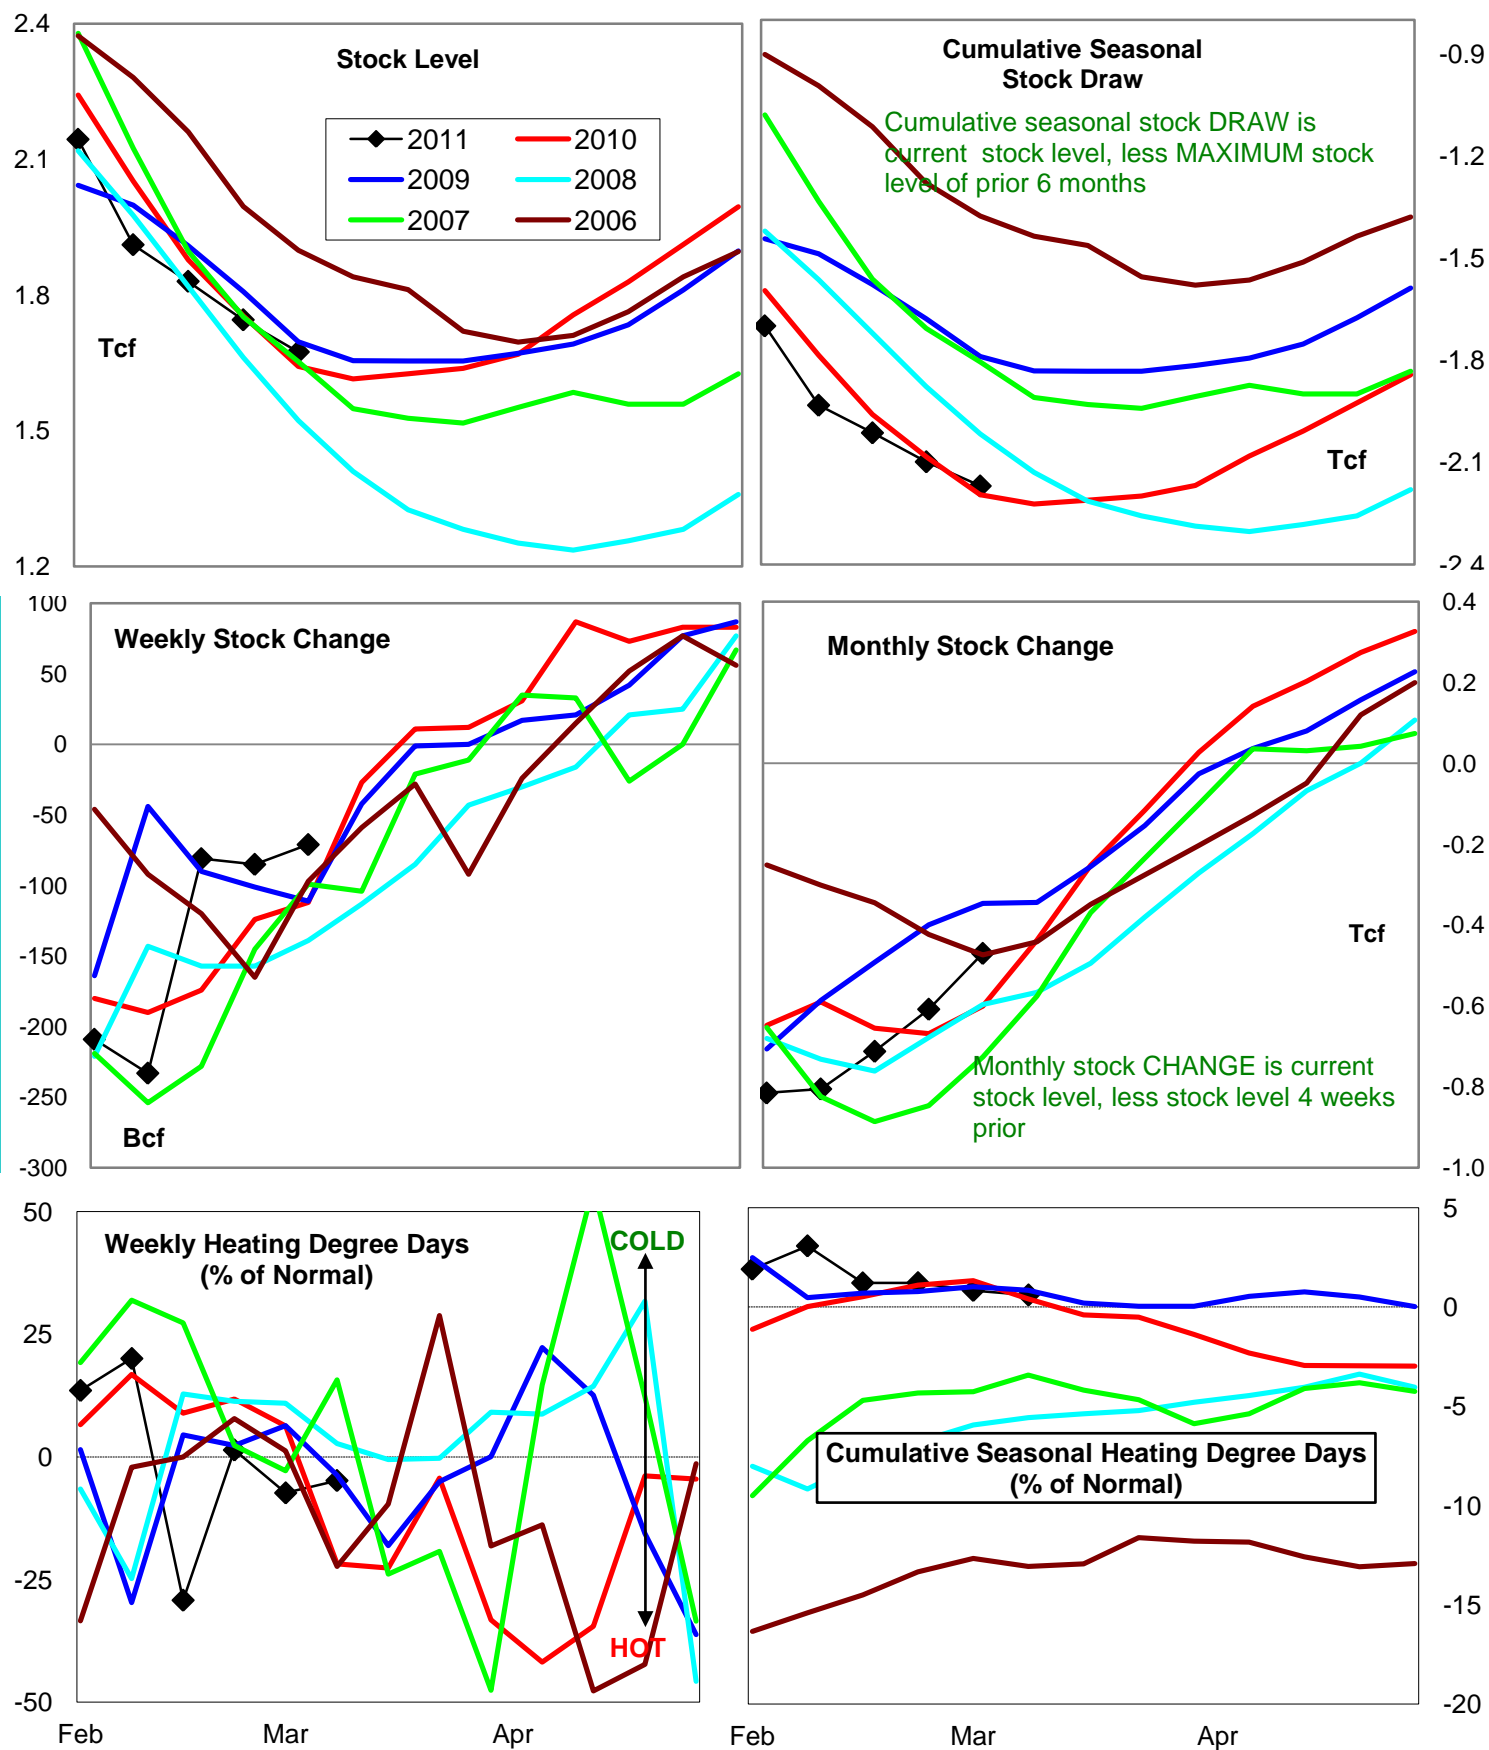 2.4
2.1
1.8
1.5
1.2
Stock Level
2011 2010
2009 2008
2007 2006
Tcf
Cumulative Seasonal
Stock Draw
Cumulative seasonal stock DRAW is
current stock level, less MAXIMUM stock
level of prior 6 months
Tcf
-0.9
-1.2
-1.5
-1.8
-2.1
-2.4
100
50
0
-50
-100
-150
-200
-250
-300
Weekly Stock Change
Bcf
Monthly Stock Change
Tcf
Monthly stock CHANGE is current
stock level, less stock level 4 weeks
prior
0.4
0.2
0.0
-0.2
-0.4
-0.6
-0.8
-1.0
50
25
0
-25
-50
Weekly Heating Degree Days
(% of Normal)
COLD
HOT
Feb Mar Apr
Cumulative Seasonal Heating Degree Days
(% of Normal)
5
0
-5
-10
-15
-20
Feb Mar Apr